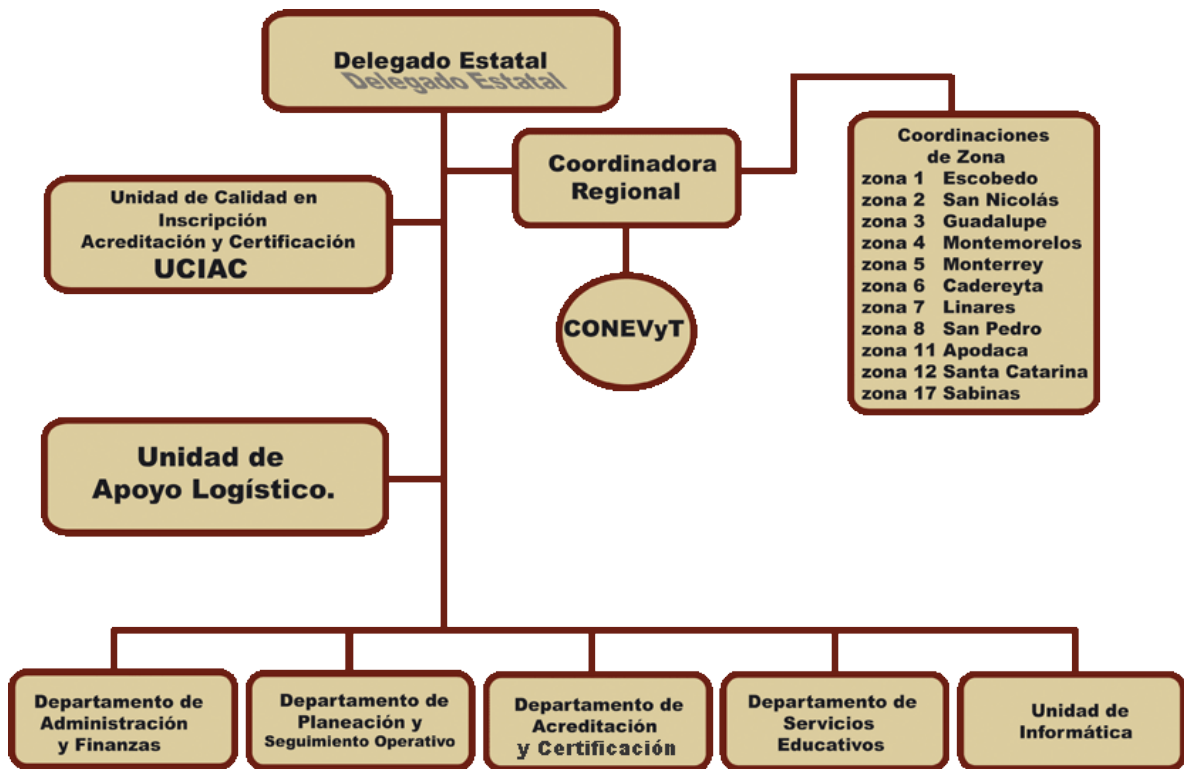 Delegado Estatal
Delegado Estatal
Coordinadora
Regional
Coordinaciones
de Zona
zona 1 Escobedo
zona 2 San Nicolás
zona 3 Guadalupe
zona 4 Montemorelos
zona 5 Monterrey
zona 6 Cadereyta
zona 7 Linares
zona 8 San Pedro
zona 11 Apodaca
zona 12 Santa Catarina
zona 17 Sabinas
Unidad de Calidad en
Inscripción
Acreditación y Certificación
UCIAC
CONEVyT
Unidad de
Apoyo Logístico.
Departamento de
Administración
y Finanzas
Departamento de
Planeación y
Seguimiento Operativo
Departamento de
Acreditación
y Certificación
Departamento de
Servicios
Educativos
Unidad de
Informática